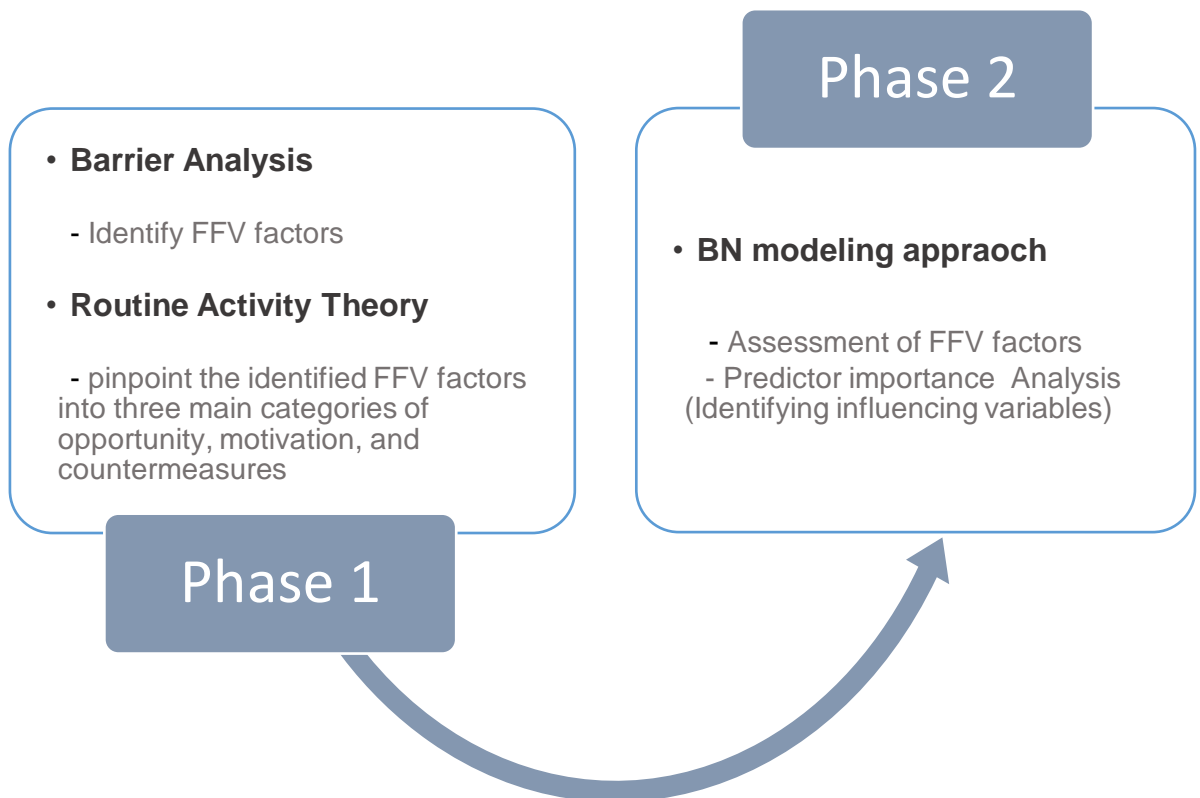 • Barrier Analysis
- Identify FFV factors
• Routine Activity Theory
- pinpoint the identified FFV factors
into three main categories of
opportunity, motivation, and
countermeasures
Phase 1
Phase 2
• BN modeling appraoch
- Assessment of FFV factors
- Predictor importance Analysis
(Identifying influencing variables)